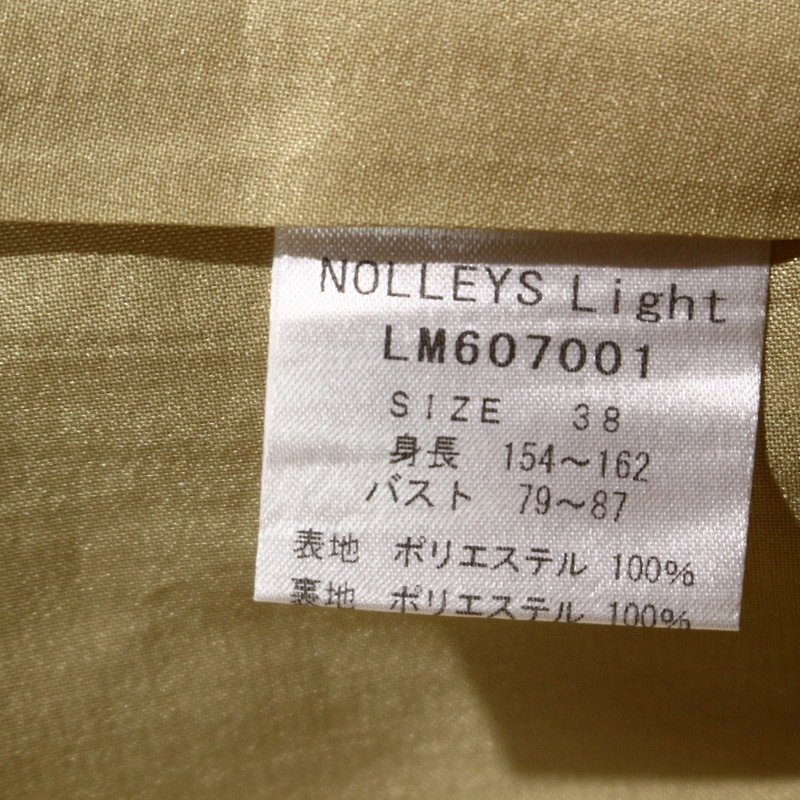 NOLLEYS Light
LM607001
SIZE 38
身長 154～162
バスト 79～87
表地 ポリエステル 100%
裏地 ポリエステル 100%